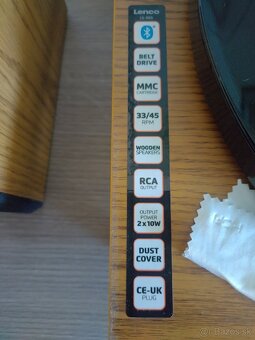 Lenco
LS-480
BELT
DRIVE
MMC
CARTRIDGE
33/45
RPM
WOODEN
SPEAKERS
RCA
OUTPUT
OUTPUT
POWER
2x10W
DUST
COVER
CE-UK
PLUG